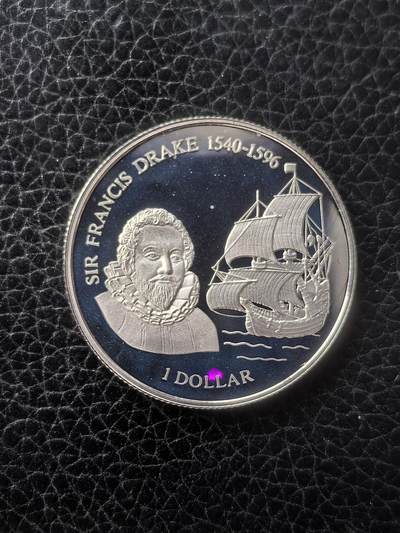 SIR FRANCIS DRAKE 1540-1596
1 DOLLAR